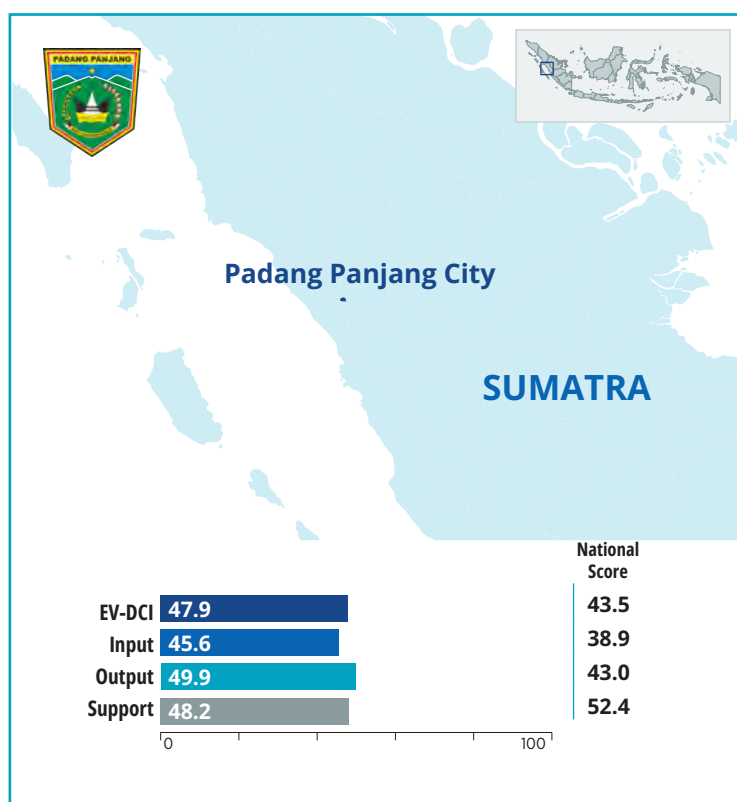 PADANG PANJANG
Padang Panjang City
SUMATRA
National
Score
EV-DCI 47.9 43.5
Input 45.6 38.9
Output 49.9 43.0
Support 48.2 52.4
0 100